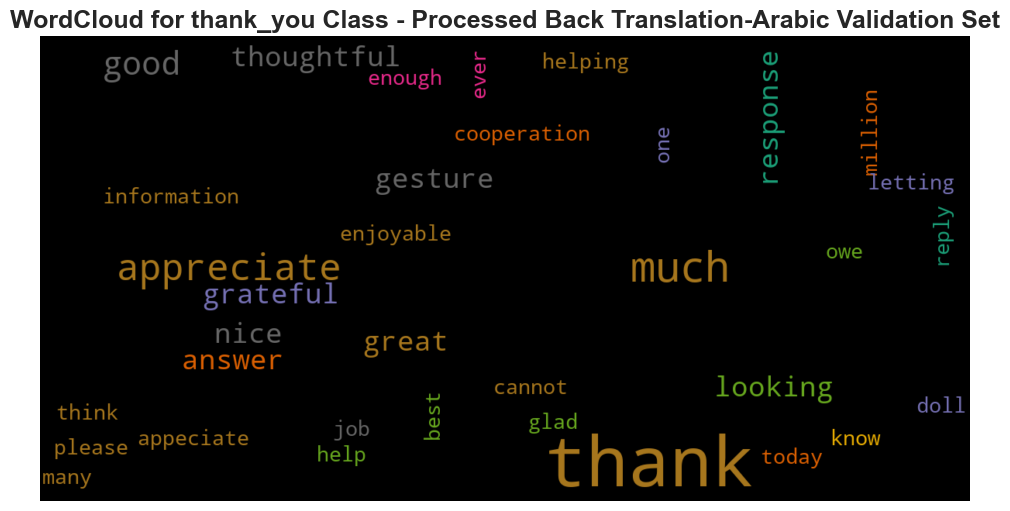 WordCloud for thank_you Class - Processed Back Translation-Arabic Validation Set
good
thoughtful
enough
ever
helping
response
million
cooperation
one
gesture
letting
information
reply
enjoyable
owe
appreciate
much
grateful
nice
great
answer
cannot
looking
think
best
glad
doll
please
appeciate
job
help
thank
know
today
many